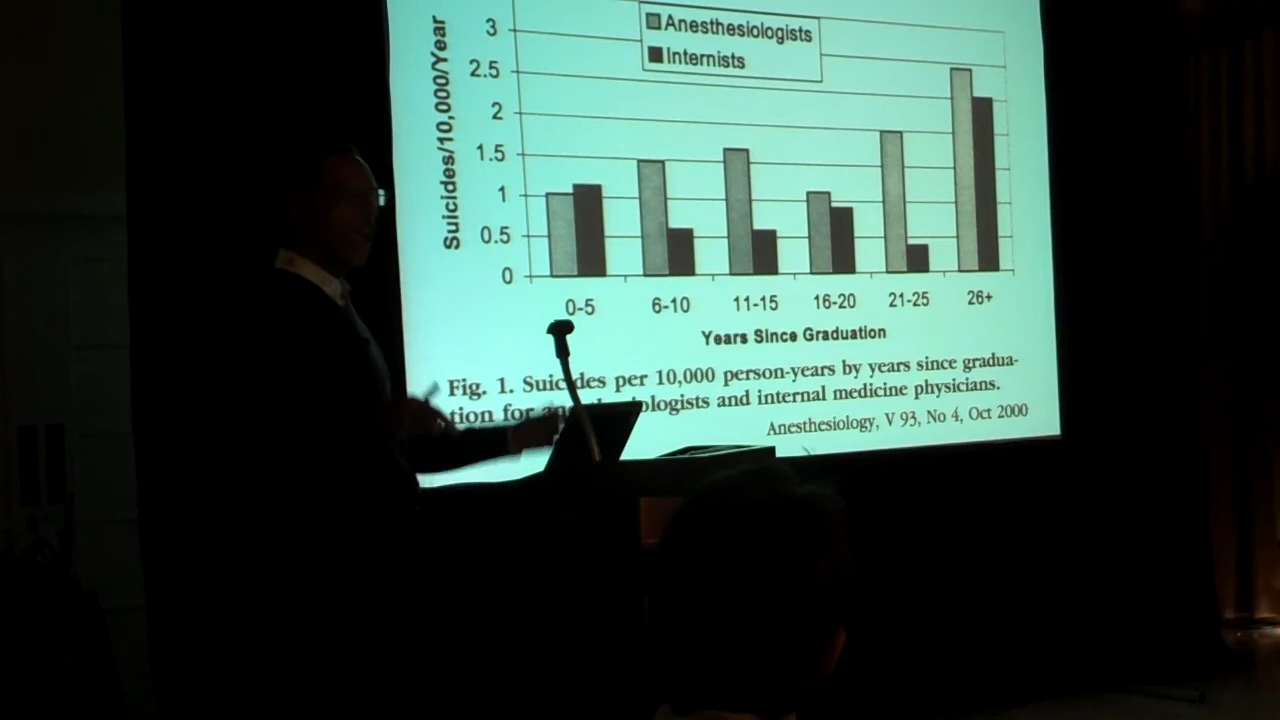 Suicides/10,000/Year
Anesthesiologists
Internists
3
2.5
2
1.5
1
0.5
0
0-5 6-10 11-15 16-20 21-25 26+
Years Since Graduation
Fig. 1. Suicides per 10,000 person-years by years since gradua-
tion for and internal medicine physicians.
Anesthesiology, V 93, No 4, Oct 2000